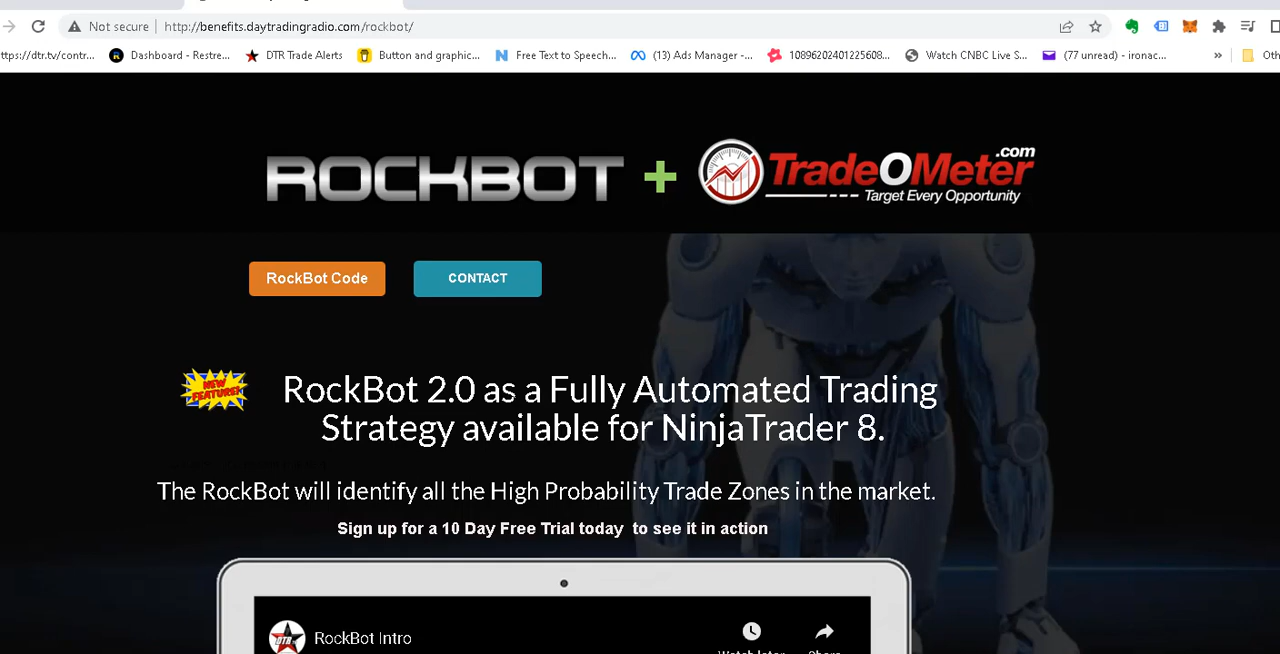 Not secure | http://benefits.daytradingradio.com/rockbot/
ttps://dtr.tv/contr... Dashboard - Restre... DTR Trade Alerts Button and graphic... Free Text to Speech... (13) Ads Manager -... 10896202401225608... Watch CNBC Live S... (77 unread) - ironac... » Oth
ROCKBOT + TradeOMeter.com
Target Every Opportunity
RockBot Code CONTACT
NEW
FEATURE!
RockBot 2.0 as a Fully Automated Trading
Strategy available for NinjaTrader 8.
The RockBot will identify all the High Probability Trade Zones in the market.
Sign up for a 10 Day Free Trial today to see it in action
DTR RockBot Intro
Watch later Share